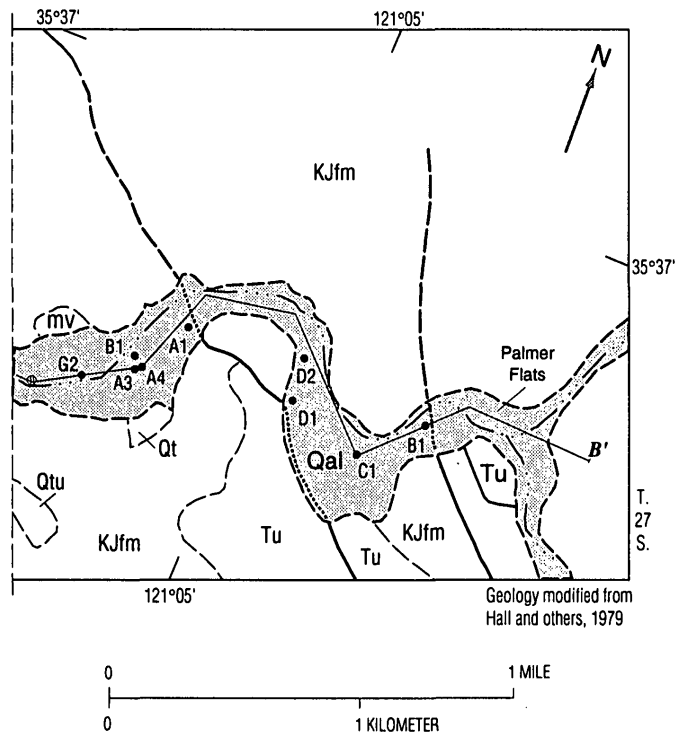 35°37'
121°05'
N
KJfm
35°37'
mv
B1
A1
G2
A3
A4
D2
Palmer
Flats
D1
Qt
Qal
C1
B1
B'
Qtu
Tu
KJfm
Tu
Tu
KJfm
T.
27
S.
121°05'
Geology modified from
Hall and others, 1979
0
1 MILE
0
1 KILOMETER